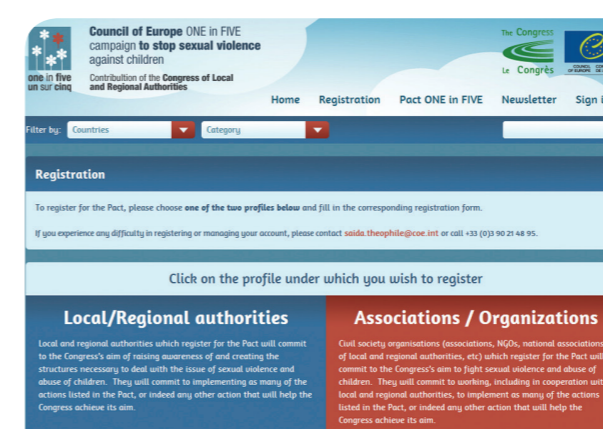 Council of Europe ONE in FIVE
campaign to stop sexual violence
against children
Contribution of the Congress of Local
and Regional Authorities
one in five
un sur cinq
The Congress
Le Congrès
Home Registration Pact ONE in FIVE Newsletter Sign i
Filter by: Countries Category
Registration
To register for the Pact, please choose one of the two profiles below and fill in the corresponding registration form.
If you experience any difficulty in registering or managing your account, please contact saida.theophile@coe.int or call +33 (0)3 90 21 48 95.
Click on the profile under which you wish to register
Local/Regional authorities
Local and regional authorities which register for the Pact will commit
to the Congress's aim of raising awareness of and creating the
structures necessary to deal with the issue of sexual violence and
abuse of children. They will commit to implementing as many of the
actions listed in the Pact, or indeed any other action that will help the
Congress achieve its aim.
Associations / Organizations
Civil society organisations (associations, NGOs, national associations
of local and regional authorities, etc) which register for the Pact will
commit to the Congress's aim to fight sexual violence and abuse of
children. They will commit to working, including in cooperation wit
local and regional authorities, to implement as many of the actions
listed in the Pact, or indeed any other action that will help the
Congress achieve its aim.